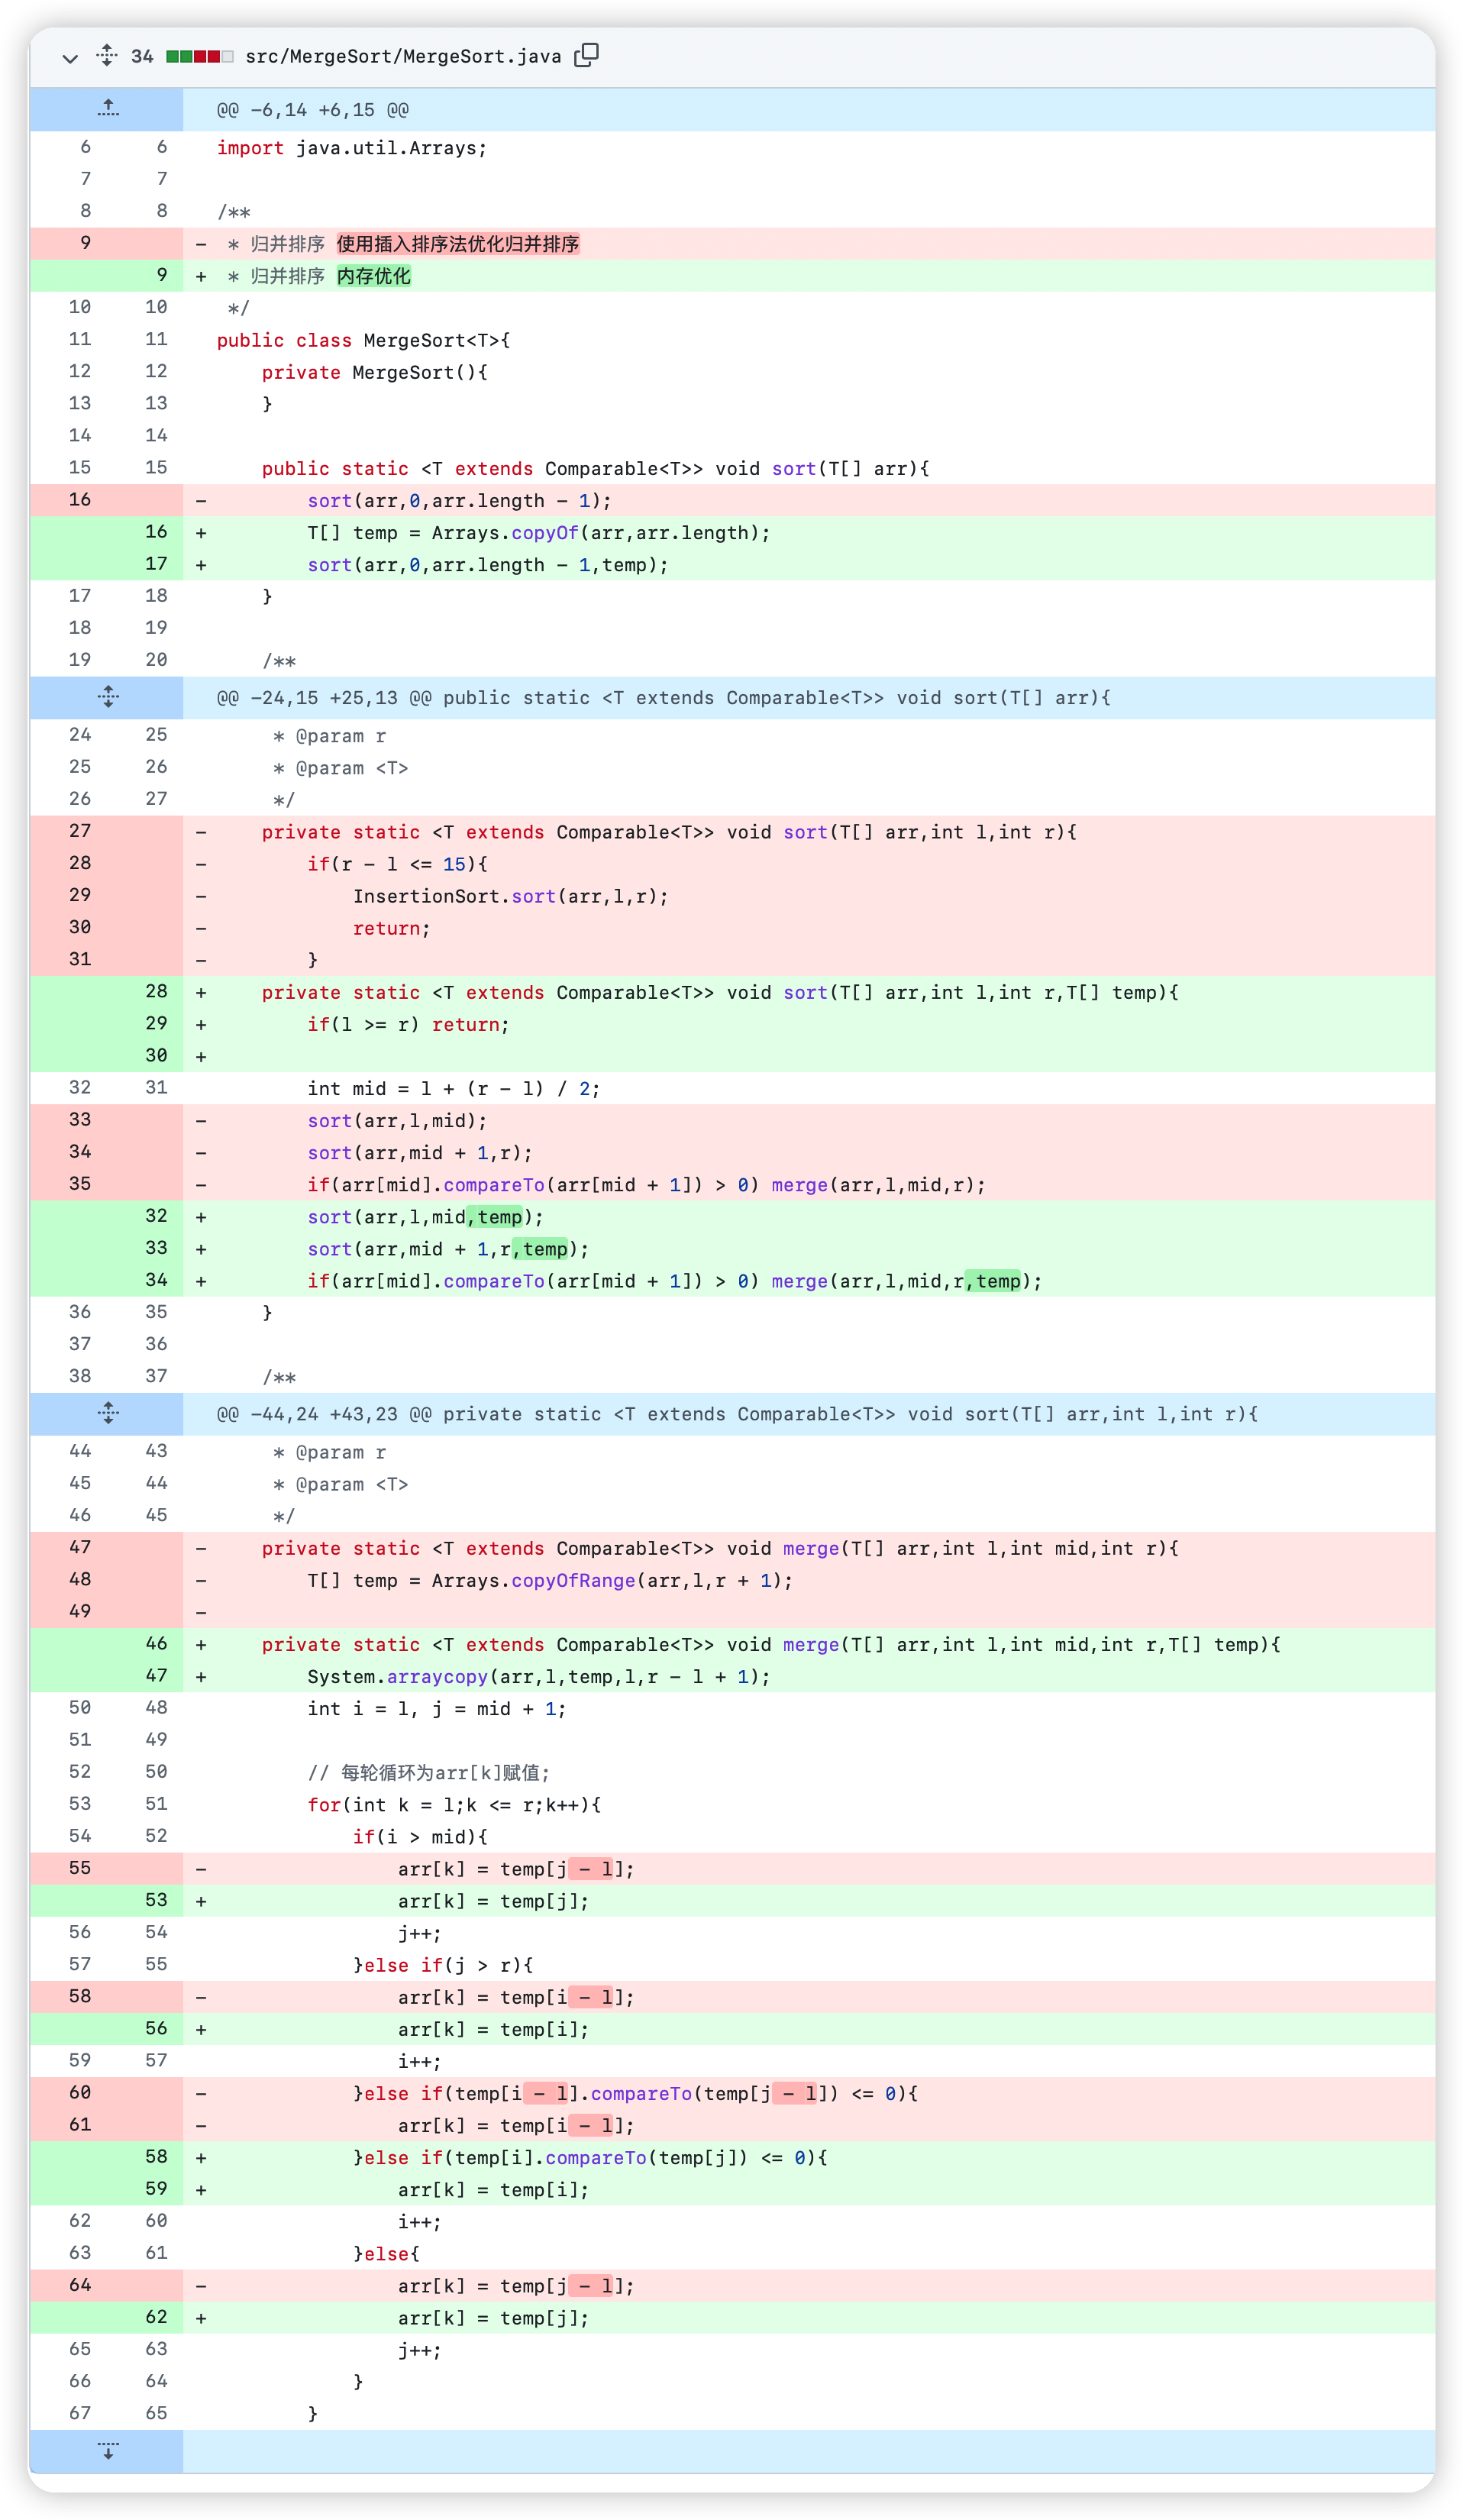 34 src/MergeSort/MergeSort.java
@@ -6,14 +6,15 @@
6 6 import java.util.Arrays;
7 7
8 8 /**
9 - * 归并排序 使用插入排序法优化归并排序
9 + * 归并排序 内存优化
10 10 */
11 11 public class MergeSort<T>{
12 12 private MergeSort(){
13 13 }
14 14
15 15 public static <T extends Comparable<T>> void sort(T[] arr){
16 - sort(arr,0,arr.length - 1);
16 + T[] temp = Arrays.copyOf(arr,arr.length);
17 + sort(arr,0,arr.length - 1,temp);
17 18 }
18 19
19 20 /**
@@ -24,15 +25,13 @@ public static <T extends Comparable<T>> void sort(T[] arr){
24 25 * @param r
25 26 * @param <T>
26 27 */
27 - private static <T extends Comparable<T>> void sort(T[] arr,int l,int r){
28 - if(r - l <= 15){
29 - InsertionSort.sort(arr,l,r);
30 - return;
31 - }
28 + private static <T extends Comparable<T>> void sort(T[] arr,int l,int r,T[] temp){
29 + if(l >= r) return;
30 +
32 31 int mid = l + (r - l) / 2;
33 - sort(arr,l,mid);
34 - sort(arr,mid + 1,r);
35 - if(arr[mid].compareTo(arr[mid + 1]) > 0) merge(arr,l,mid,r);
32 + sort(arr,l,mid,temp);
33 + sort(arr,mid + 1,r,temp);
34 + if(arr[mid].compareTo(arr[mid + 1]) > 0) merge(arr,l,mid,r,temp);
36 35 }
37 36
38 37 /**
@@ -44,24 +43,23 @@ private static <T extends Comparable<T>> void sort(T[] arr,int l,int r){
44 43 * @param r
45 44 * @param <T>
46 45 */
47 - private static <T extends Comparable<T>> void merge(T[] arr,int l,int mid,int r){
48 - T[] temp = Arrays.copyOfRange(arr,l,r + 1);
49 -
46 + private static <T extends Comparable<T>> void merge(T[] arr,int l,int mid,int r,T[] temp){
47 + System.arraycopy(arr,l,temp,l,r - l + 1);
50 48 int i = l, j = mid + 1;
51 49
52 50 // 每轮循环为arr[k]赋值;
53 51 for(int k = l;k <= r;k++){
54 52 if(i > mid){
55 - arr[k] = temp[j - l];
53 + arr[k] = temp[j];
56 54 j++;
57 55 }else if(j > r){
58 - arr[k] = temp[i - l];
56 + arr[k] = temp[i];
59 57 i++;
60 - }else if(temp[i - l].compareTo(temp[j - l]) <= 0){
61 - arr[k] = temp[i - l];
58 + }else if(temp[i].compareTo(temp[j]) <= 0){
59 + arr[k] = temp[i];
62 60 i++;
63 61 }else{
64 - arr[k] = temp[j - l];
62 + arr[k] = temp[j];
65 63 j++;
66 64 }
67 65 }